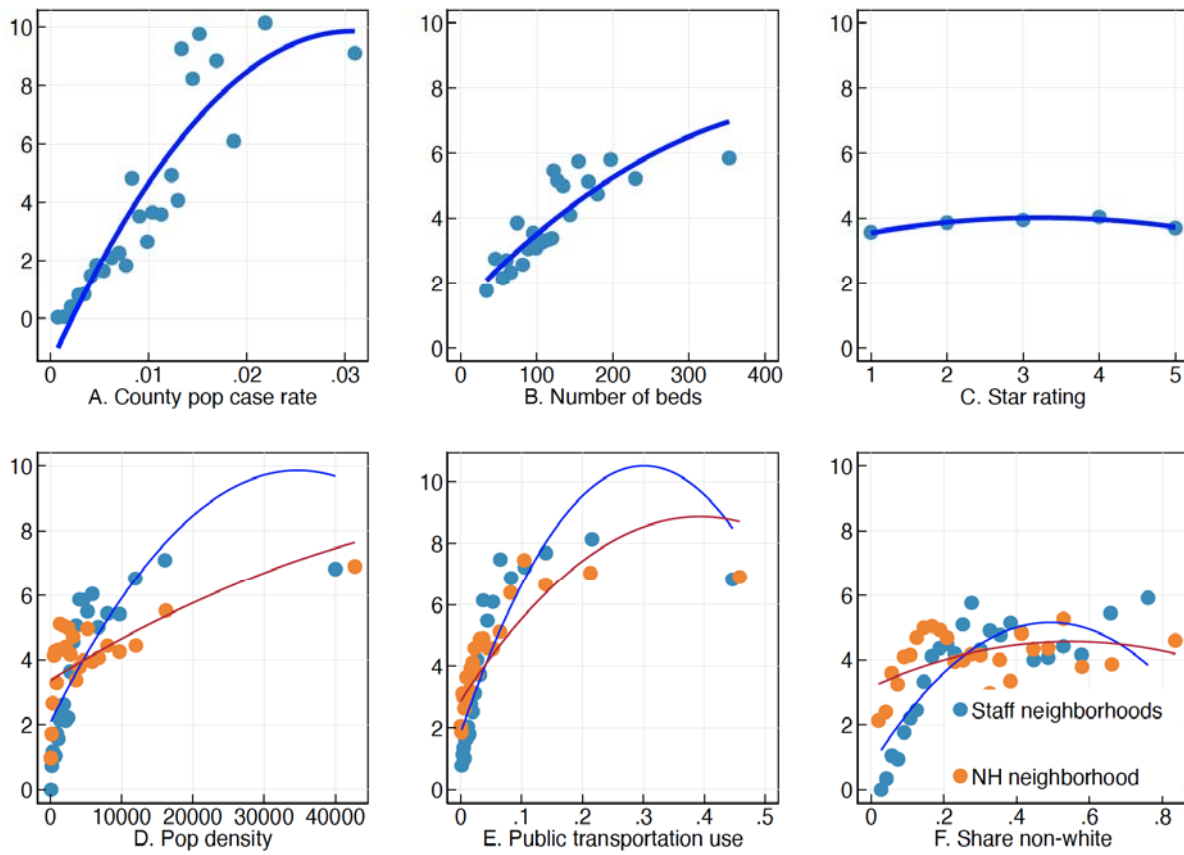 10
8
6
4
2
0
0 .01 .02 .03
A. County pop case rate
10
8
6
4
2
0
0 100 200 300 400
B. Number of beds
10
8
6
4
2
0
1 2 3 4 5
C. Star rating
10
8
6
4
2
0
0 10000 20000 30000 40000
D. Pop density
10
8
6
4
2
0
0 .1 .2 .3 .4 .5
E. Public transportation use
10
8
6
4
2
0
0 .2 .4 .6 .8
F. Share non-white
Staff neighborhoods
NH neighborhood